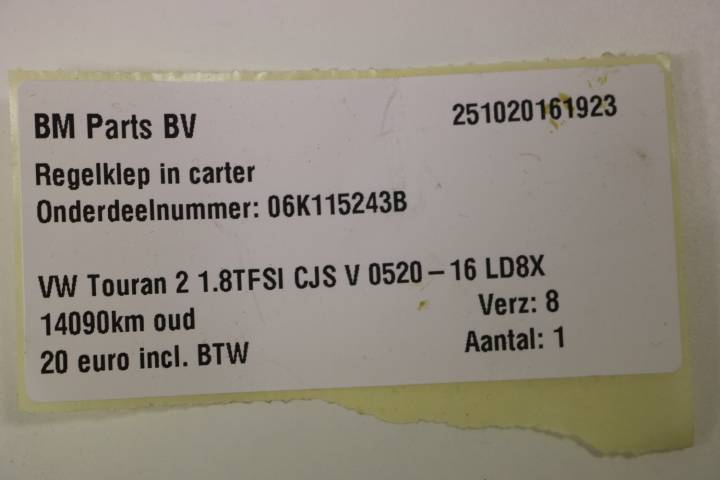 BM Parts BV 251020161923
Regelklep in carter
Onderdeelnummer: 06K115243B
VW Touran 2 1.8TFSI CJS V 0520-16 LD8X
14090km oud Verz: 8
20 euro incl. BTW Aantal: 1